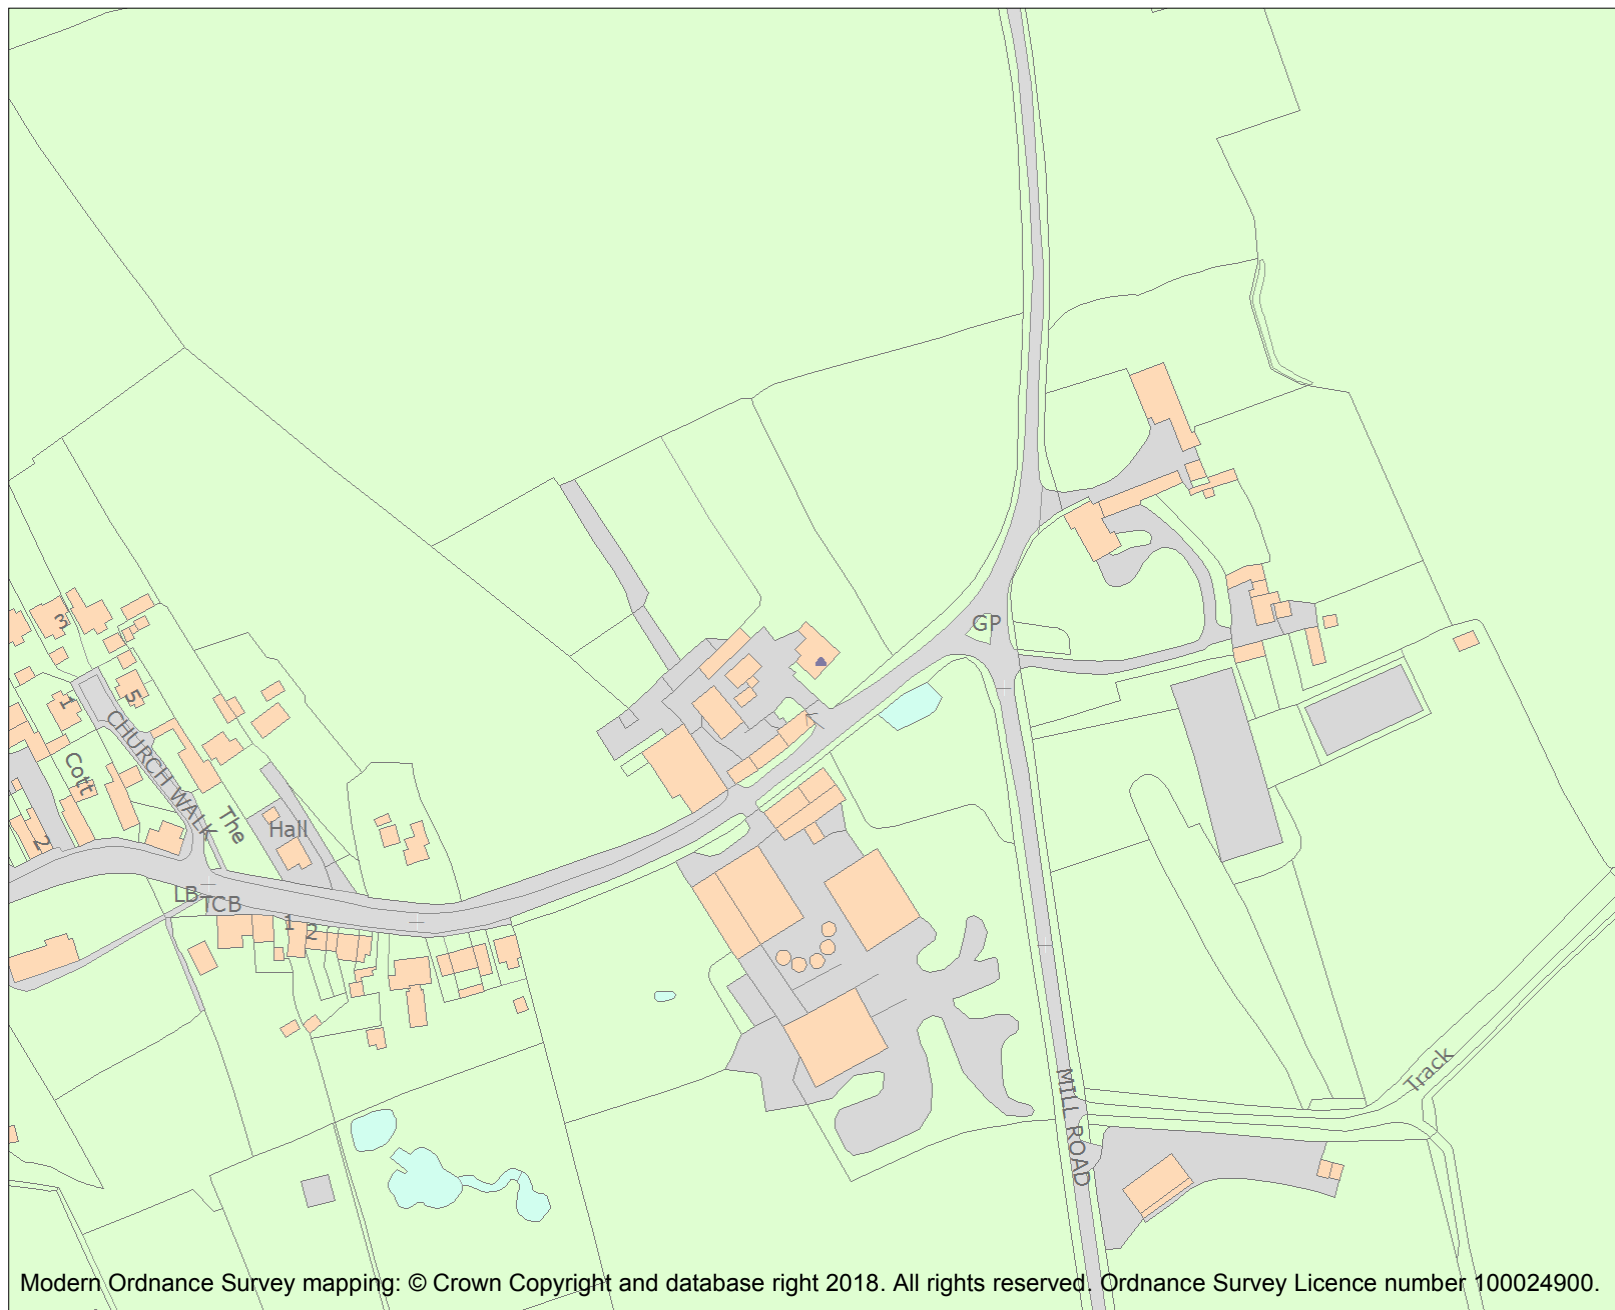 GP
3
1
5
CHURCH WALK
Cott
The
Hall
2
LB
TCB
1
2
Track
MILL ROAD
Modern Ordnance Survey mapping: © Crown Copyright and database right 2018. All rights reserved. Ordnance Survey Licence number 100024900.